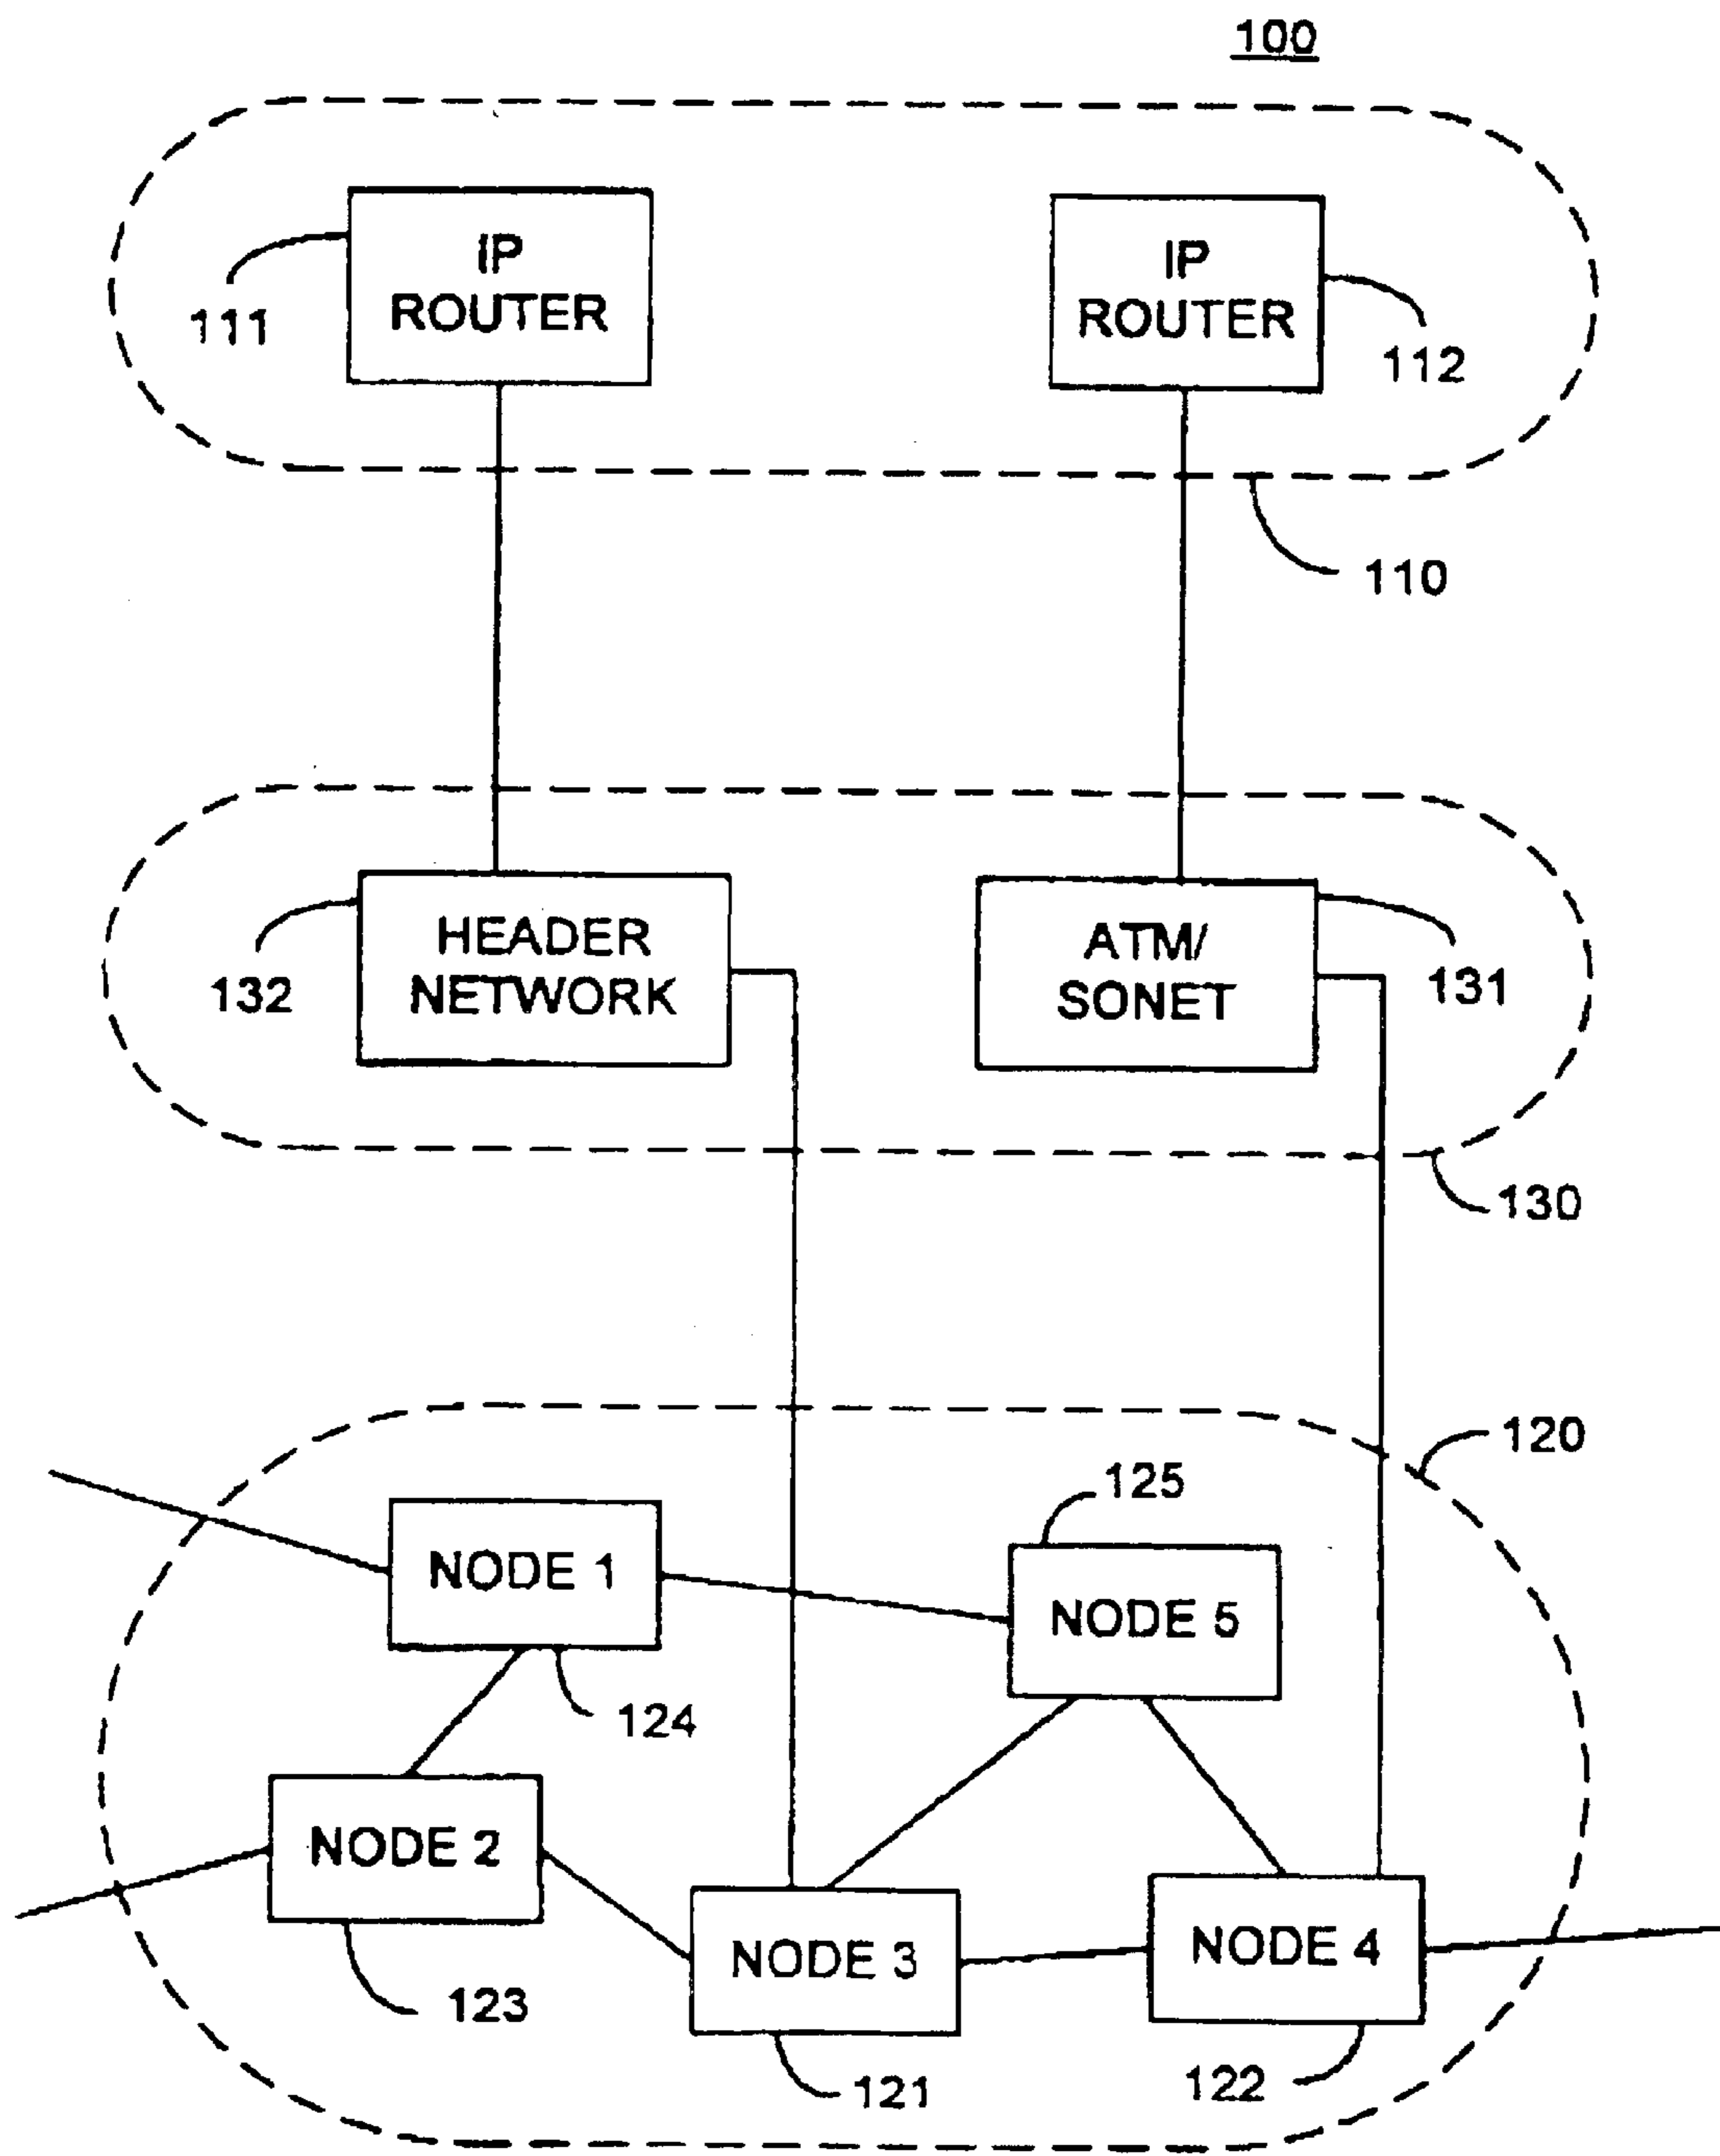 100
IP
ROUTER
111
IP
ROUTER
112
110
HEADER
NETWORK
132
ATM/
SONET
131
130
120
125
NODE 1
NODE 5
124
NODE 2
NODE 3
NODE 4
123
121
122